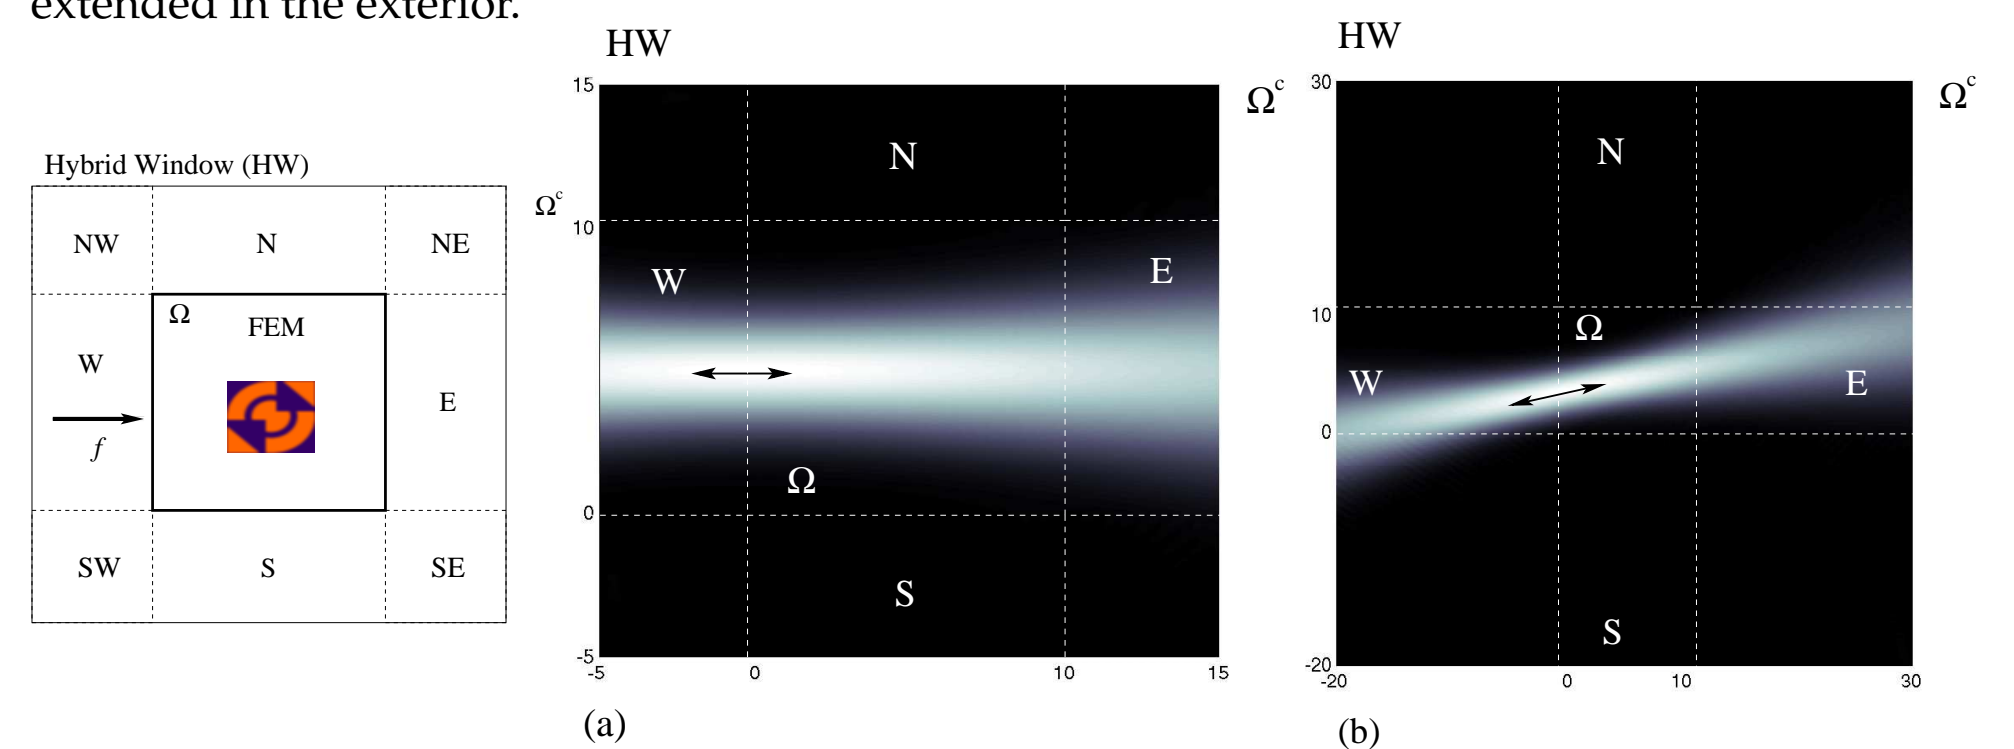 extended in the exterior.
Hybrid Window (HW)
NW N NE
Ω
FEM
W
E
f
SW S SE
Ω^c
HW
Ω^c
15
10
0
-5
-5 0 10 15
N
W
E
Ω
S
(a)
HW
Ω^c
30
10
0
-20
-20 0 10 30
N
Ω
W
E
S
(b)